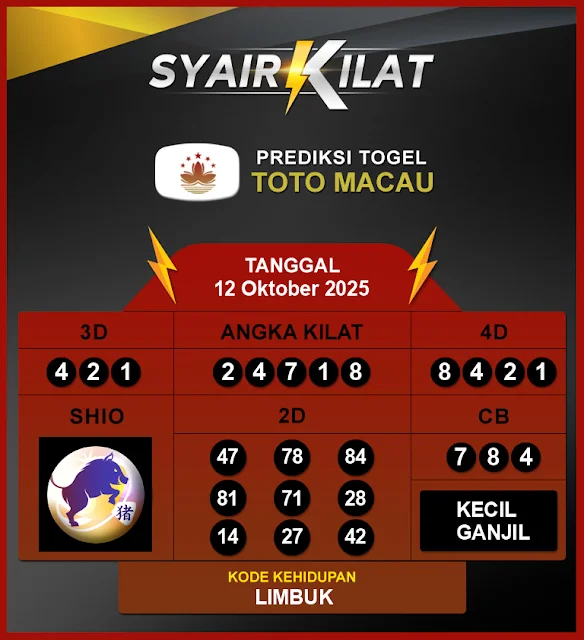 SYAIR KILAT
PREDIKSI TOGEL
TOTO MACAU
TANGGAL
12 Oktober 2025
3D
4 2 1
ANGKA KILAT
2 4 7 1 8
4D
8 4 2 1
SHIO
猪
2D
47 78 84
81 71 28
14 27 42
CB
7 8 4
KECIL
GANJIL
KODE KEHIDUPAN
LIMBUK